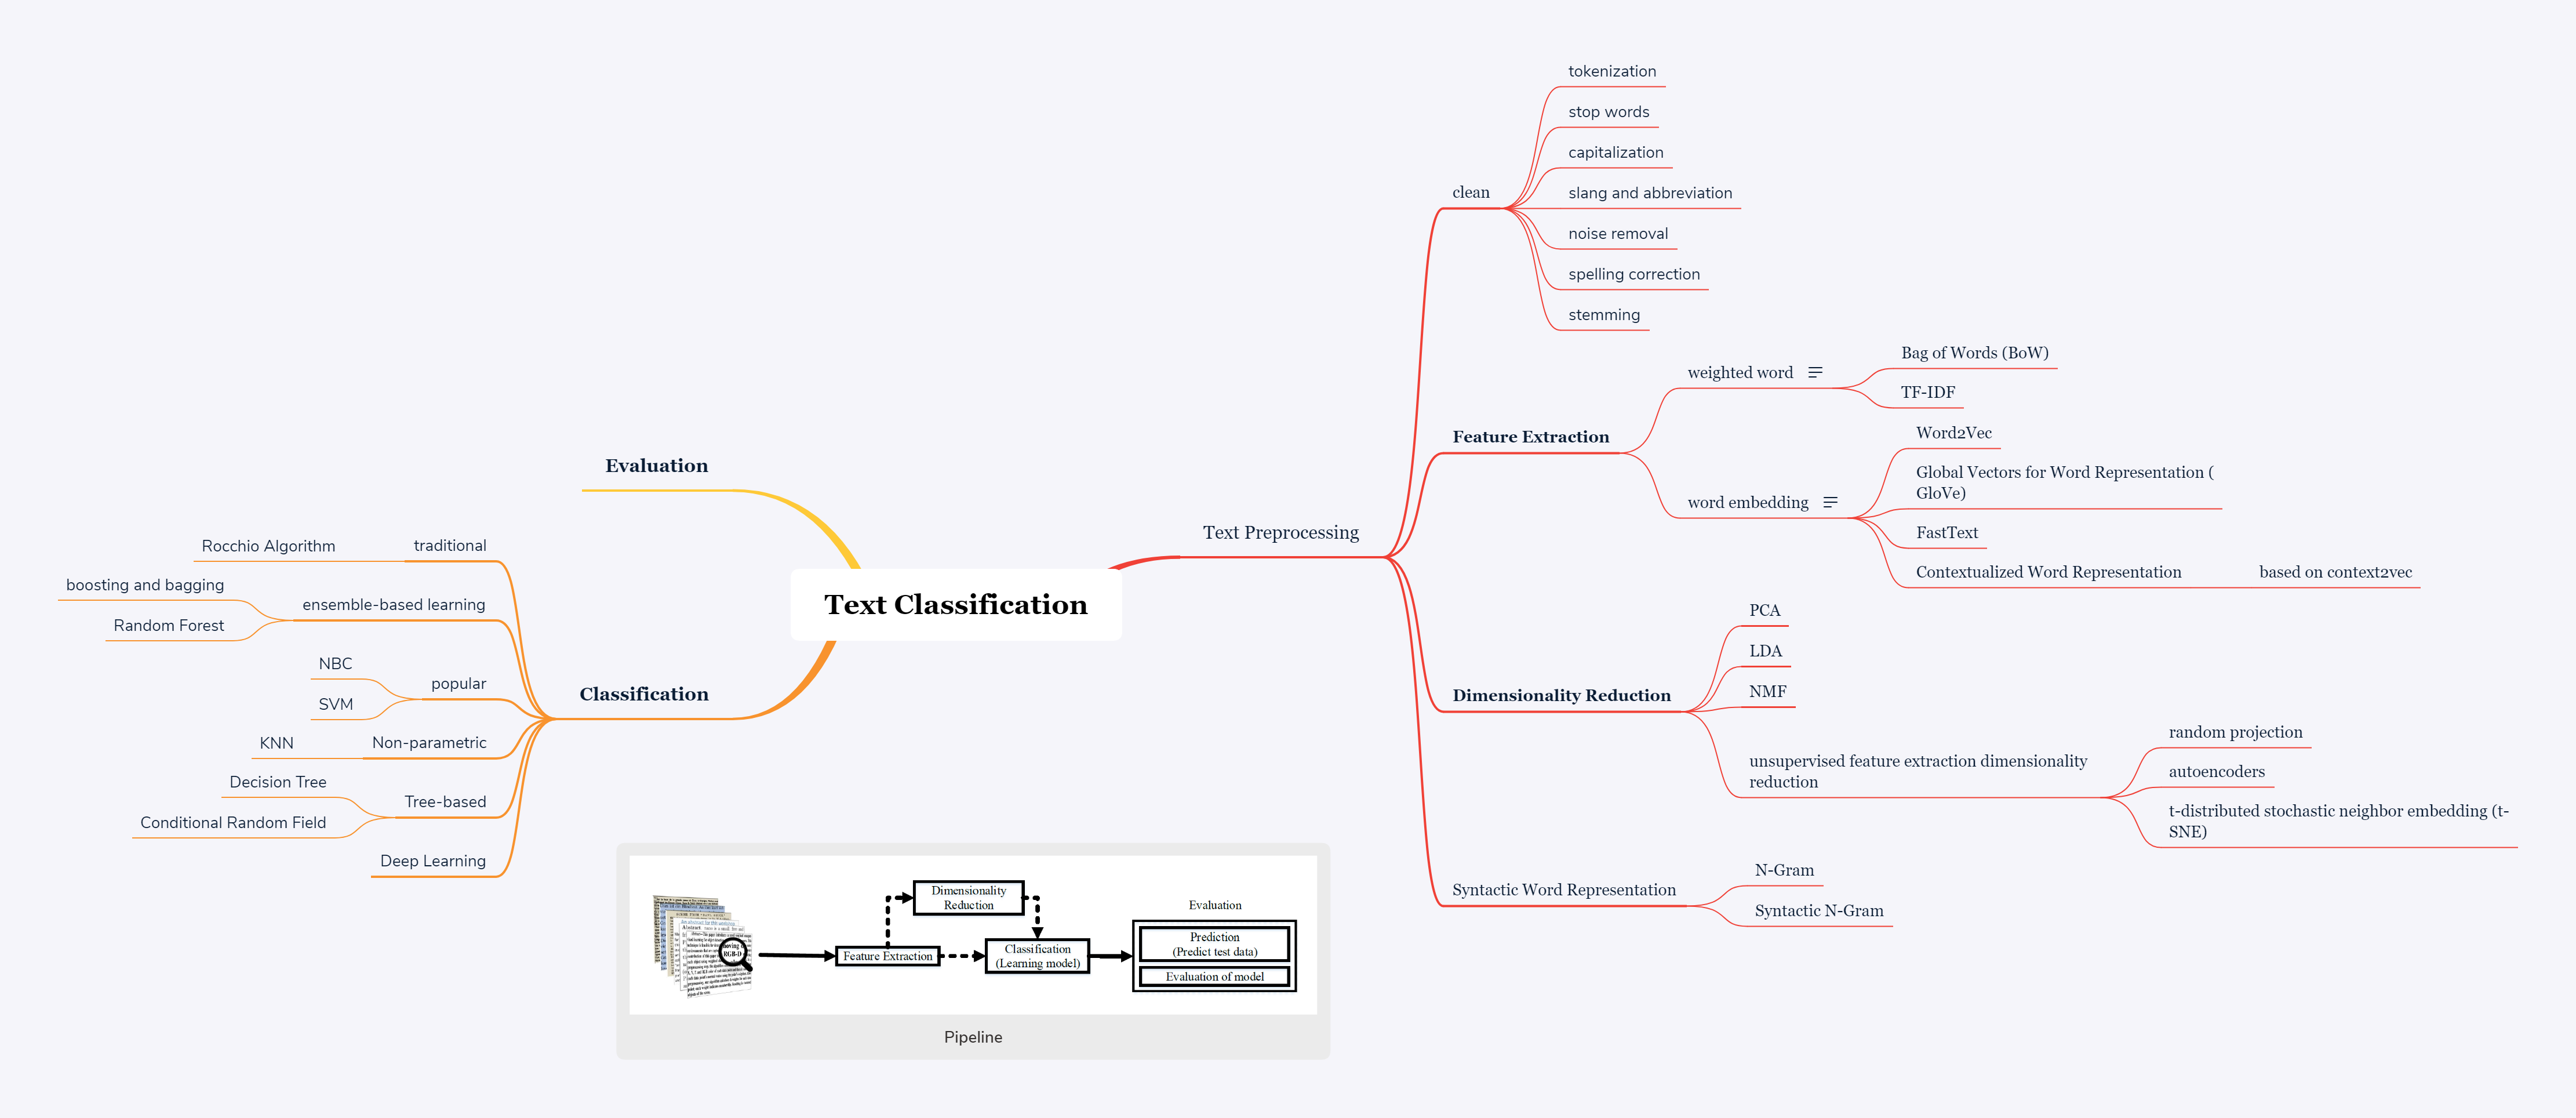 Text Classification
Text Preprocessing
clean
tokenization
stop words
capitalization
slang and abbreviation
noise removal
spelling correction
stemming
Feature Extraction
weighted word
Bag of Words (BoW)
TF-IDF
word embedding
Word2Vec
Global Vectors for Word Representation (
GloVe)
FastText
Contextualized Word Representation
based on context2vec
Dimensionality Reduction
PCA
LDA
NMF
unsupervised feature extraction dimensionality
reduction
random projection
autoencoders
t-distributed stochastic neighbor embedding (t-
SNE)
Syntactic Word Representation
N-Gram
Syntactic N-Gram
Evaluation
Classification
traditional
Rocchio Algorithm
ensemble-based learning
boosting and bagging
Random Forest
popular
NBC
SVM
Non-parametric
KNN
Tree-based
Decision Tree
Conditional Random Field
Deep Learning
RGB-D
Feature Extraction
Dimensionality
Reduction
Classification
(Learning model)
Evaluation
Prediction
(Predict test data)
Evaluation of model
Pipeline